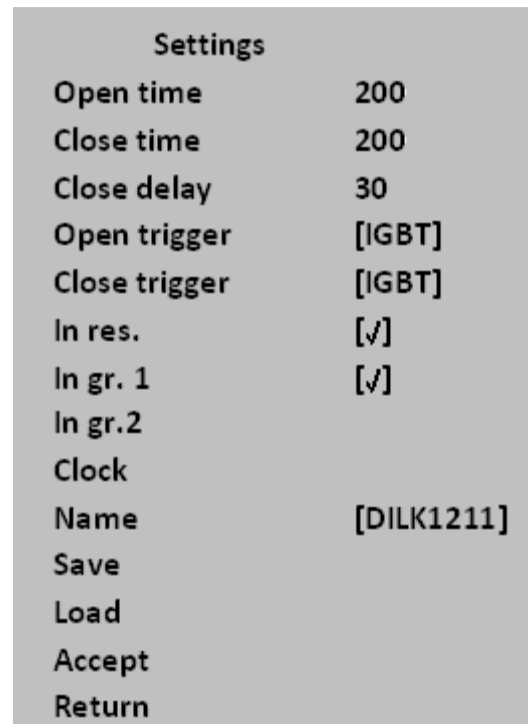 Settings
Open time 200
Close time 200
Close delay 30
Open trigger [IGBT]
Close trigger [IGBT]
In res. [√]
In gr. 1 [√]
In gr.2
Clock
Name [DILK1211]
Save
Load
Accept
Return